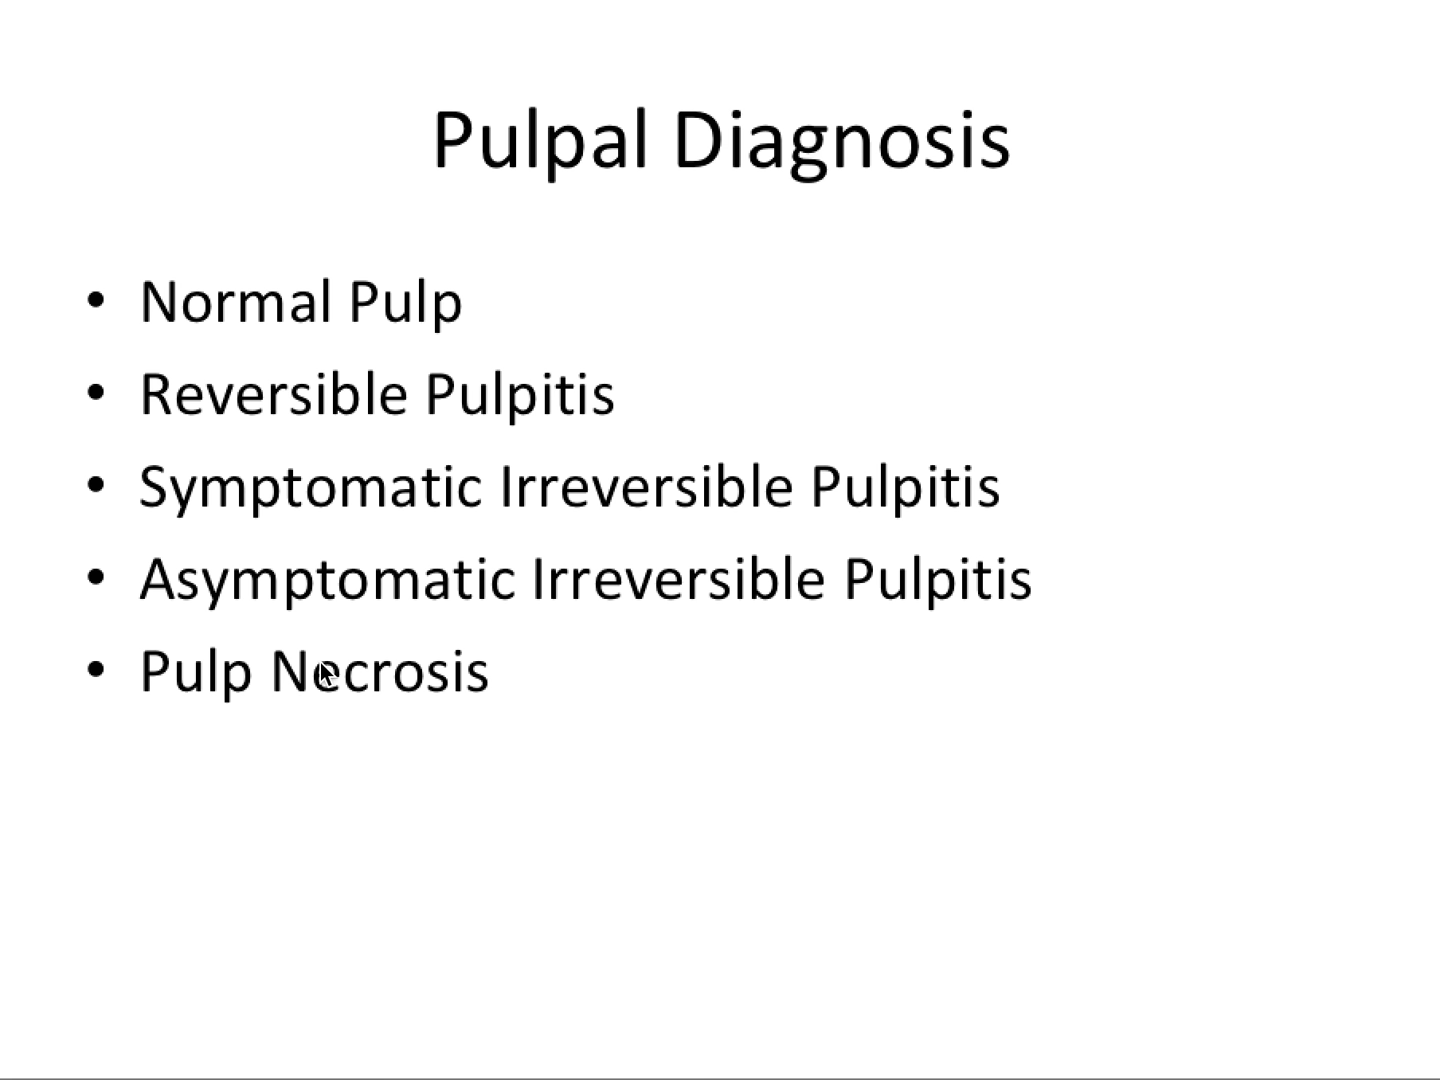 Pulpal Diagnosis
• Normal Pulp
• Reversible Pulpitis
• Symptomatic Irreversible Pulpitis
• Asymptomatic Irreversible Pulpitis
• Pulp Necrosis